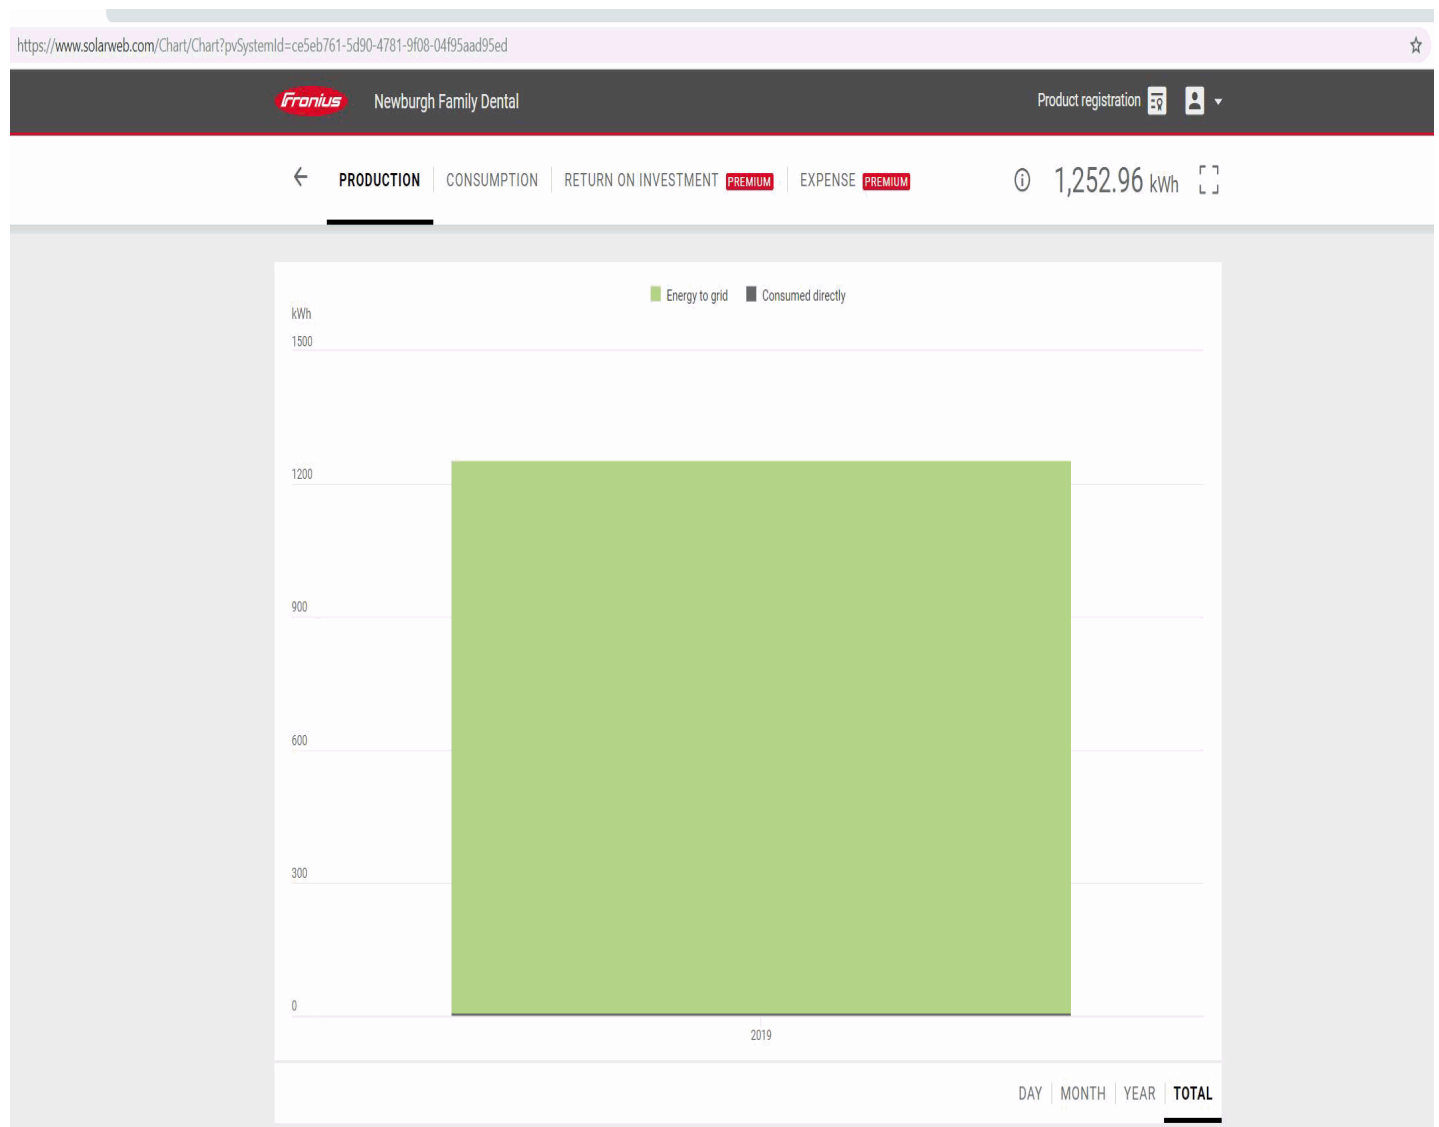 https://www.solarweb.com/Chart/Chart?pvSystemId=ce5eb761-5d90-4781-9f08-04f95aad95ed
Fronius Newburgh Family Dental Product registration
PRODUCTION CONSUMPTION RETURN ON INVESTMENT PREMIUM EXPENSE PREMIUM 1,252.96 kWh
Energy to grid Consumed directly
kWh
1500
1200
900
600
300
0
2019
DAY MONTH YEAR TOTAL